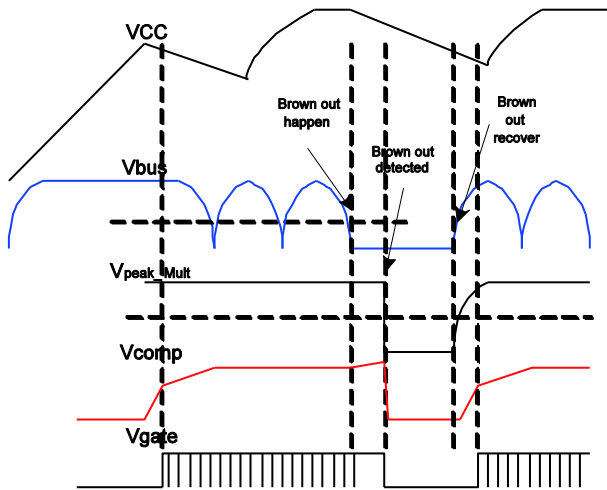 VCC
Brown out
happen
Brown
out
recover
Brown out
detected
Vbus
Vpeak_Mult
Vcomp
Vgate